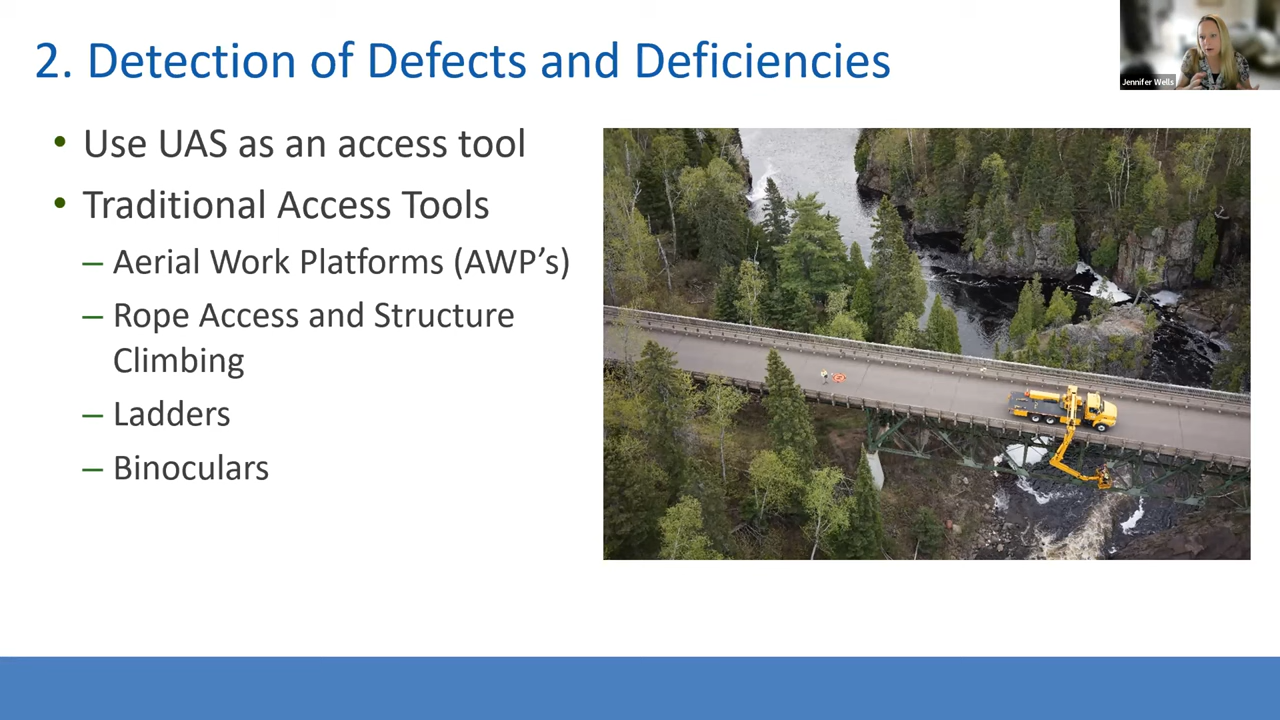 2. Detection of Defects and Deficiencies
Jennifer Wells
• Use UAS as an access tool
• Traditional Access Tools
– Aerial Work Platforms (AWP’s)
– Rope Access and Structure
Climbing
– Ladders
– Binoculars